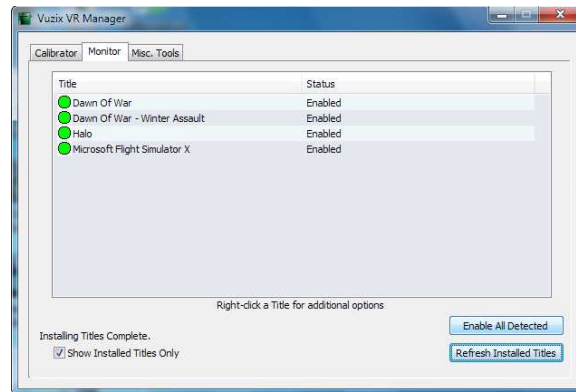 Vuzix VR Manager
Calibrator Monitor Misc. Tools
Title Status
Dawn Of War Enabled
Dawn Of War - Winter Assault Enabled
Halo Enabled
Microsoft Flight Simulator X Enabled
Right-click a Title for additional options
Enable All Detected
Installing Titles Complete.
Show Installed Titles Only
Refresh Installed Titles